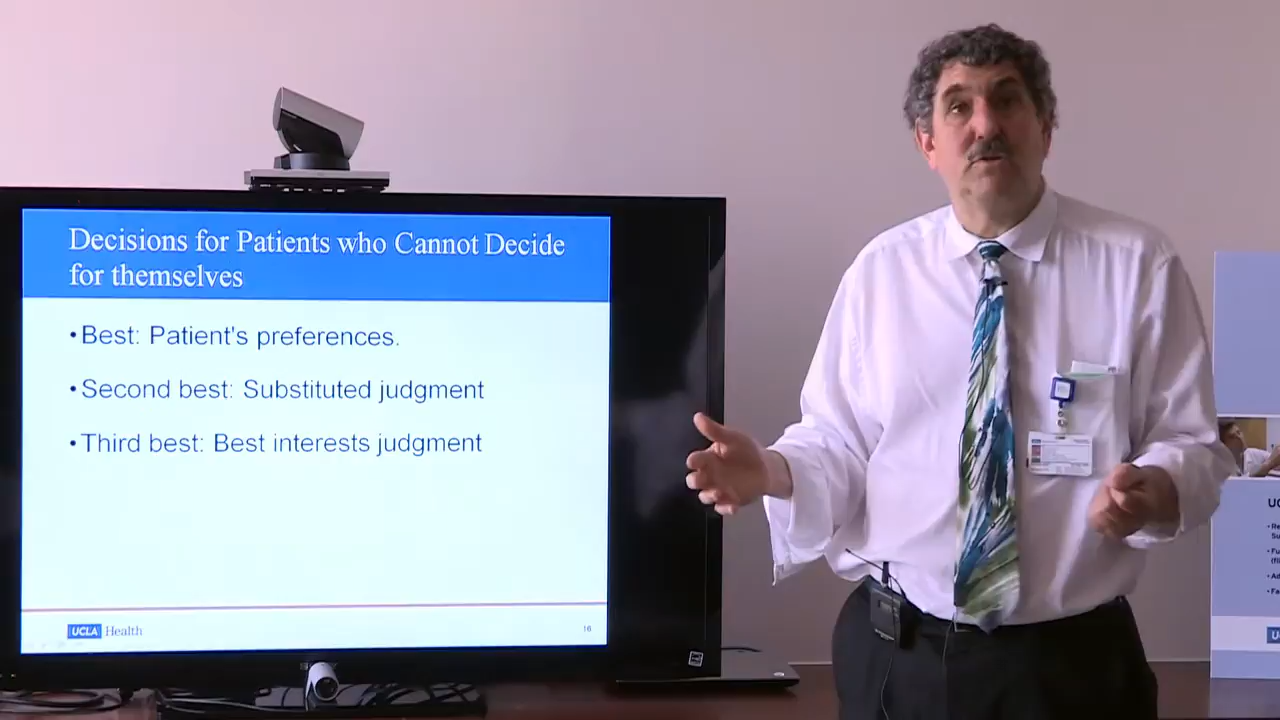 Decisions for Patients who Cannot Decide
for themselves
•Best: Patient's preferences.
•Second best: Substituted judgment
•Third best: Best interests judgment
UCLA Health
16